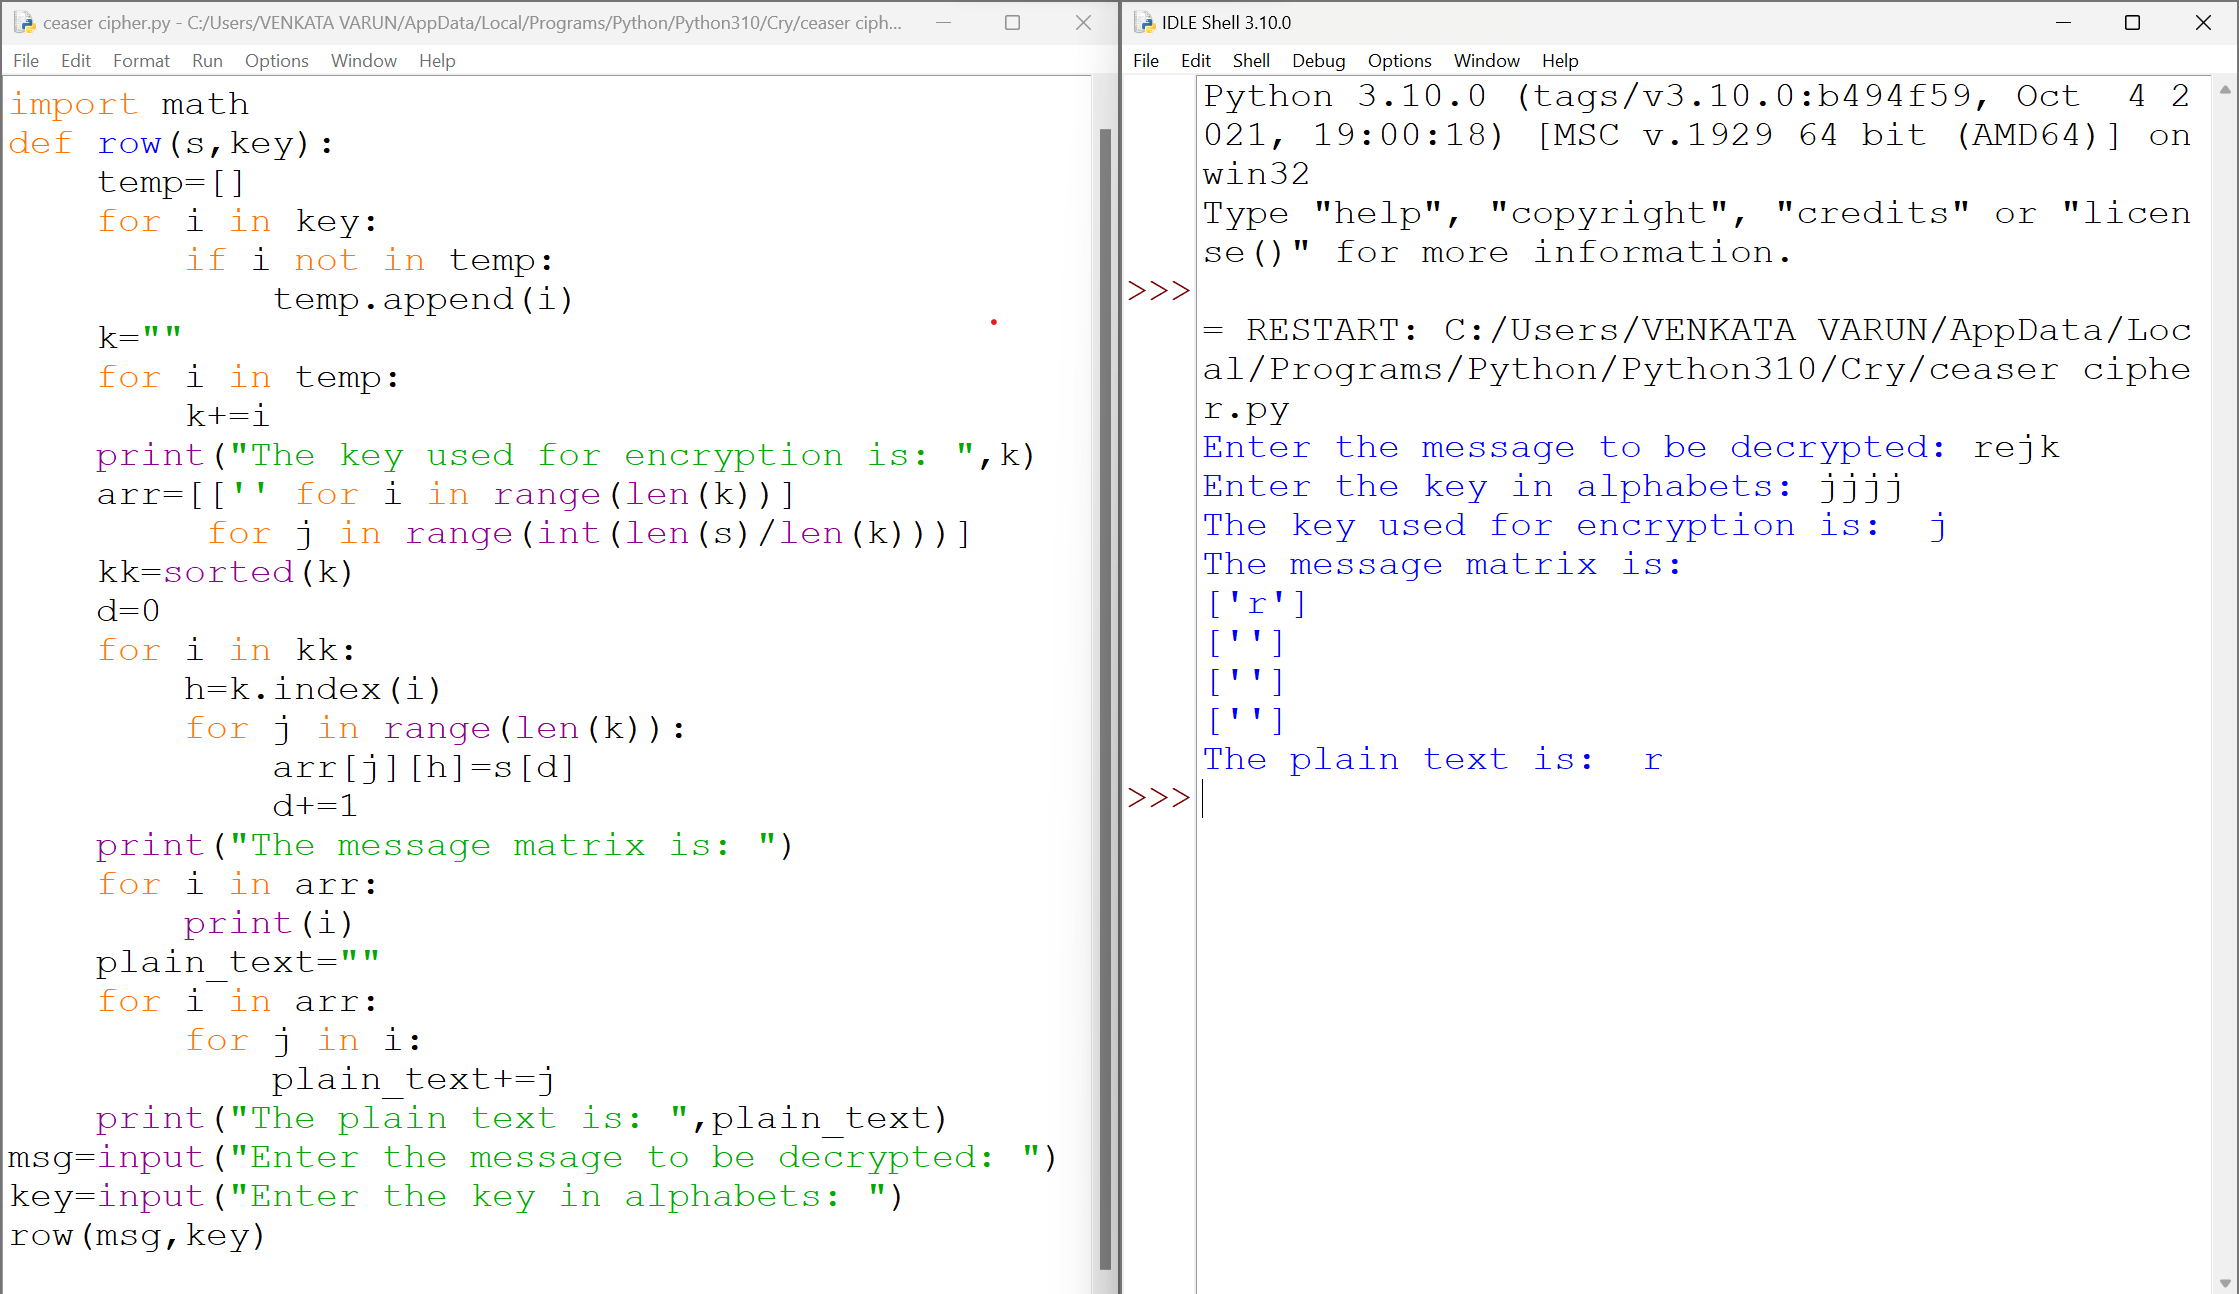 ceaser cipher.py - C:/Users/VENKATA VARUN/AppData/Local/Programs/Python/Python310/Cry/ceaser ciph...
File Edit Format Run Options Window Help
import math
def row(s,key):
    temp=[]
    for i in key:
        if i not in temp:
            temp.append(i)
    k=""
    for i in temp:
        k+=i
    print("The key used for encryption is: ",k)
    arr=[['' for i in range(len(k))]
         for j in range(int(len(s)/len(k)))]
    kk=sorted(k)
    d=0
    for i in kk:
        h=k.index(i)
        for j in range(len(k)):
            arr[j][h]=s[d]
            d+=1
    print("The message matrix is: ")
    for i in arr:
        print(i)
    plain_text=""
    for i in arr:
        for j in i:
            plain_text+=j
    print("The plain text is: ",plain_text)
msg=input("Enter the message to be decrypted: ")
key=input("Enter the key in alphabets: ")
row(msg,key)
IDLE Shell 3.10.0
File Edit Shell Debug Options Window Help
Python 3.10.0 (tags/v3.10.0:b494f59, Oct  4 2
021, 19:00:18) [MSC v.1929 64 bit (AMD64)] on
win32
Type "help", "copyright", "credits" or "licen
se()" for more information.
>>>
= RESTART: C:/Users/VENKATA VARUN/AppData/Loc
al/Programs/Python/Python310/Cry/ceaser ciphe
r.py
Enter the message to be decrypted: rejk
Enter the key in alphabets: jjjj
The key used for encryption is:  j
The message matrix is:
['r']
['']
['']
['']
The plain text is:  r
>>>